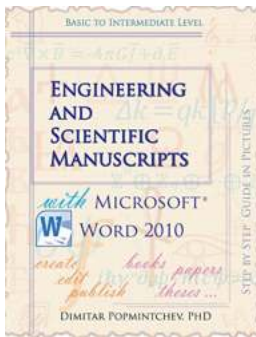 BASIC TO INTERMEDIATE LEVEL
ENGINEERING
AND
SCIENTIFIC
MANUSCRIPTS
with MICROSOFT®
W WORD 2010
create books papers
edit
publish theses ...
STEP BY STEP GUIDE IN PICTURES
DIMITAR POPMINTCHEV, PHD